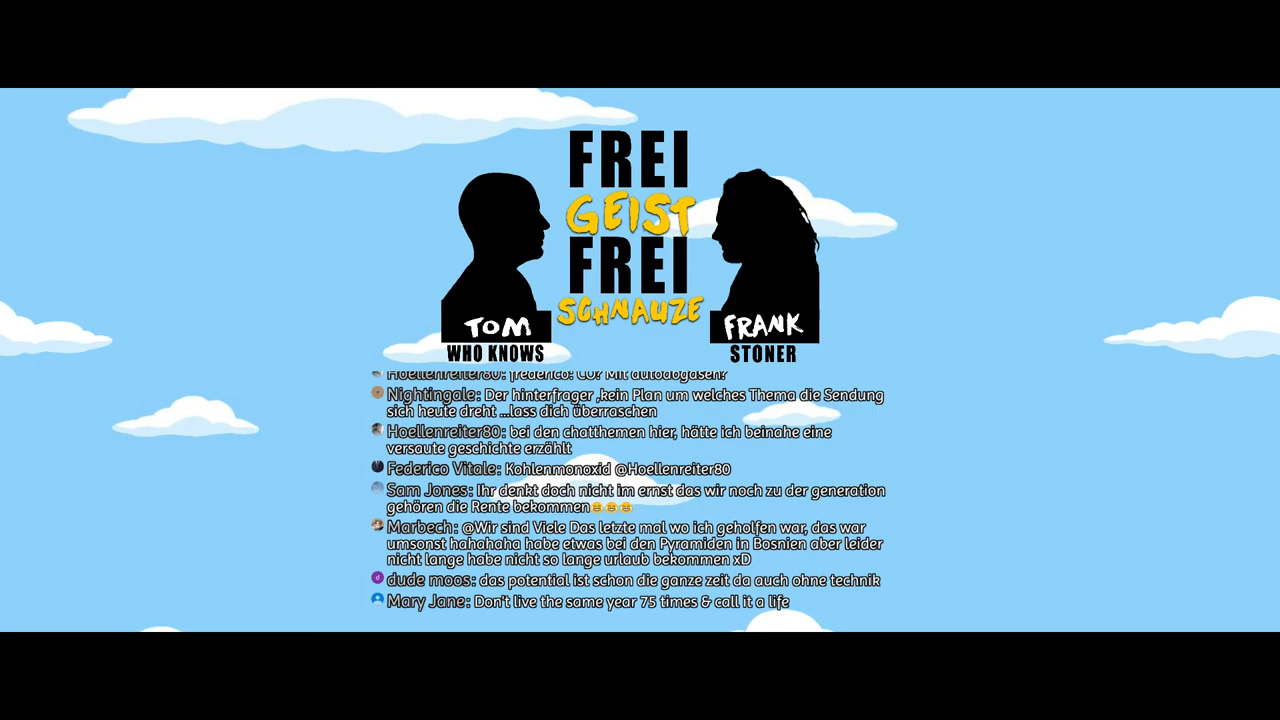 FREI
GEIST
FREI
SCHNAUZE
TOM
WHO KNOWS
FRANK
STONER
Hoellenreiter80: frederico: CO? Mit autoabgasen?
Nightingale: Der hinterfrager ,kein Plan um welches Thema die Sendung
sich heute dreht ...lass dich überraschen
Hoellenreiter80: bei den chatthemen hier, hätte ich beinahe eine
versaute geschichte erzählt
Federico Vitale: Kohlenmonoxid @Hoellenreiter80
Sam Jones: Ihr denkt doch nicht im ernst das wir noch zu der generation
gehören die Rente bekommen😂😂😂
Marbech: @Wir sind Viele Das letzte mal wo ich geholfen war, das war
umsonst hahahaha habe etwas bei den Pyramiden in Bosnien aber leider
nicht lange habe nicht so lange urlaub bekommen xD
d
dude moos: das potential ist schon die ganze zeit da auch ohne technik
Mary Jane: Don't live the same year 75 times & call it a life